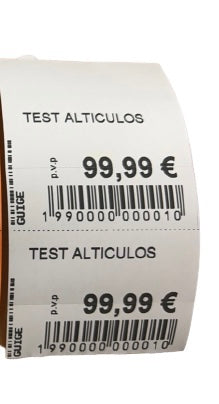 TEST ALTICULOS
p.v.p 99,99 €
GUIGE
1 990000 000010
TEST ALTICULOS
p.v.p 99,99 €
GUIGE
1 990000 000010